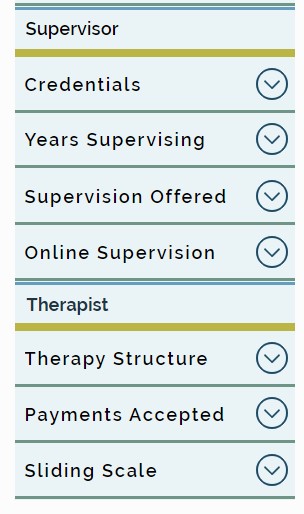 Supervisor
Credentials
Years Supervising
Supervision Offered
Online Supervision
Therapist
Therapy Structure
Payments Accepted
Sliding Scale